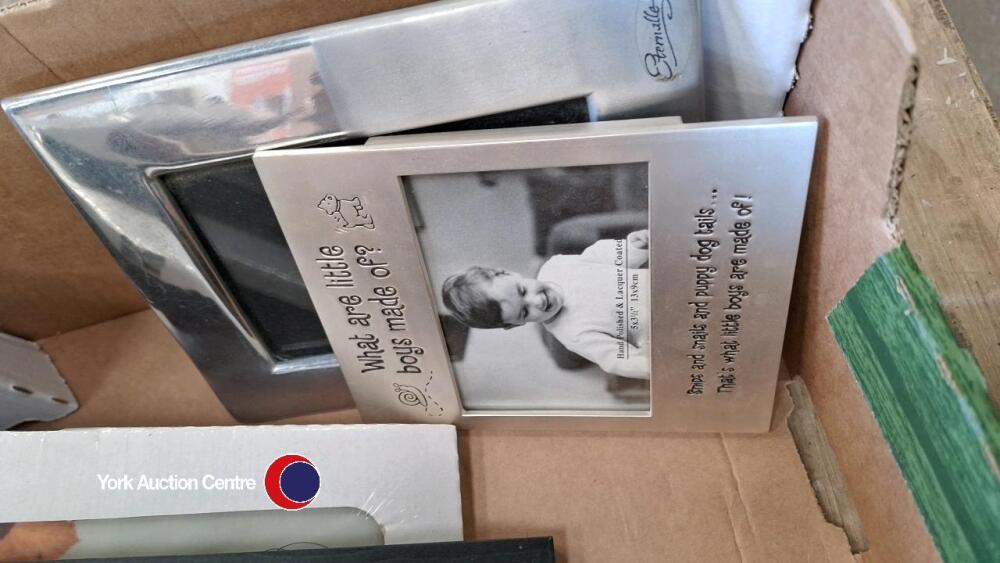 Eternally
What are little
boys made of?
Hand Polished & Lacquer Coated
5x3½" 13x9cm
Snips and snails and puppy dog tails...
That's what little boys are made of!
York Auction Centre